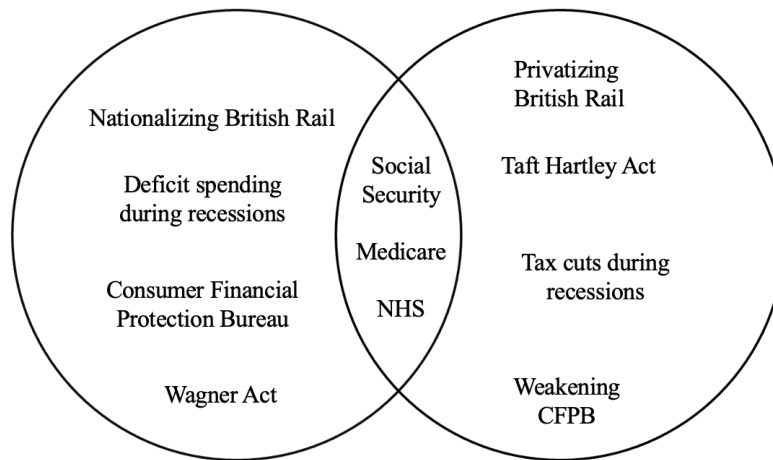 Nationalizing British Rail
Deficit spending
during recessions
Consumer Financial
Protection Bureau
Wagner Act
Social
Security
Medicare
NHS
Privatizing
British Rail
Taft Hartley Act
Tax cuts during
recessions
Weakening
CFPB